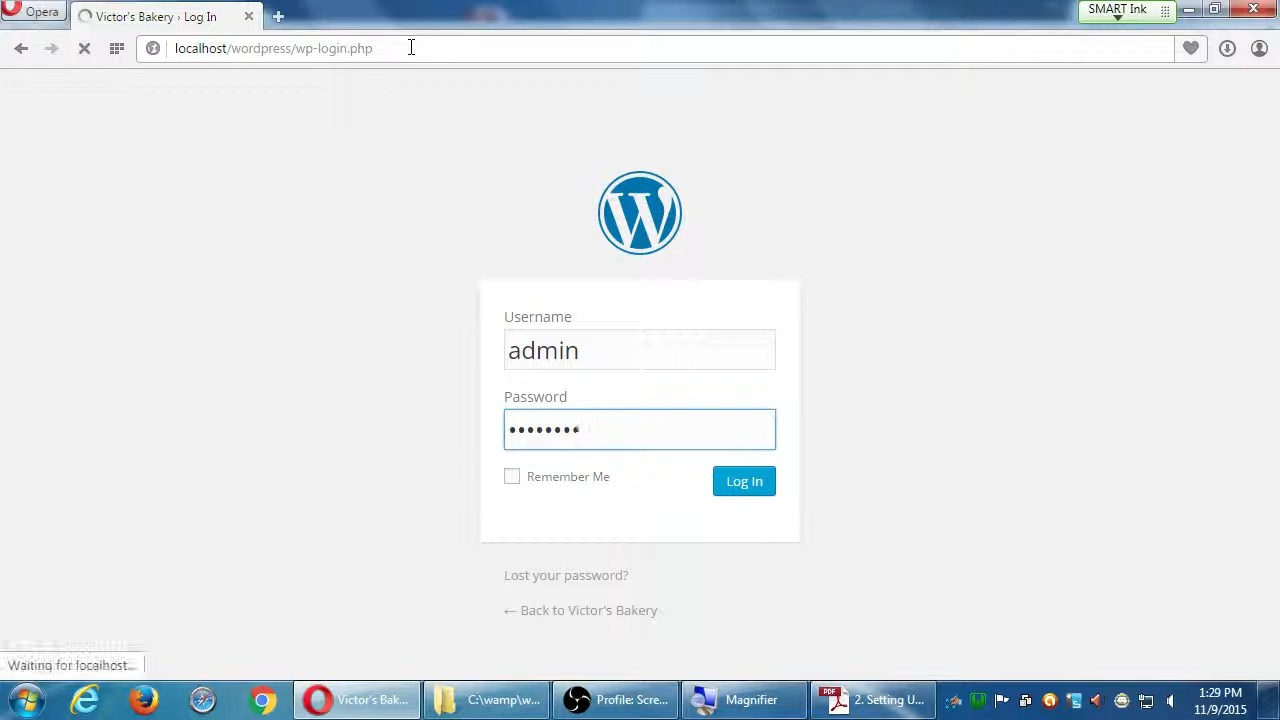 Opera
Victor's Bakery › Log In
SMART Ink
localhost/wordpress/wp-login.php
Username
admin
Password
Remember Me
Log In
Lost your password?
← Back to Victor's Bakery
Waiting for localhost...
Victor's Bak...
C:\wamp\w...
Profile: Scre...
Magnifier
PDF
2. Setting U...
1:29 PM
11/9/2015